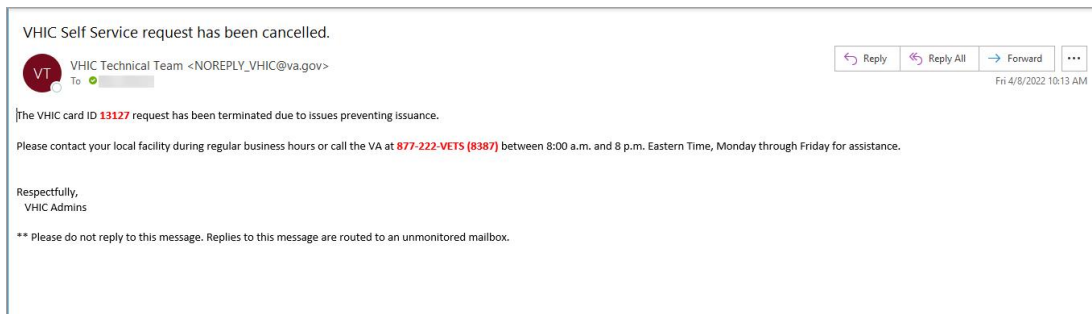 VHIC Self Service request has been cancelled.
VT
VHIC Technical Team <NOREPLY_VHIC@va.gov>
To
Reply
Reply All
Forward
...
Fri 4/8/2022 10:13 AM
The VHIC card ID 13127 request has been terminated due to issues preventing issuance.
Please contact your local facility during regular business hours or call the VA at 877-222-VETS (8387) between 8:00 a.m. and 8 p.m. Eastern Time, Monday through Friday for assistance.
Respectfully,
VHIC Admins
** Please do not reply to this message. Replies to this message are routed to an unmonitored mailbox.